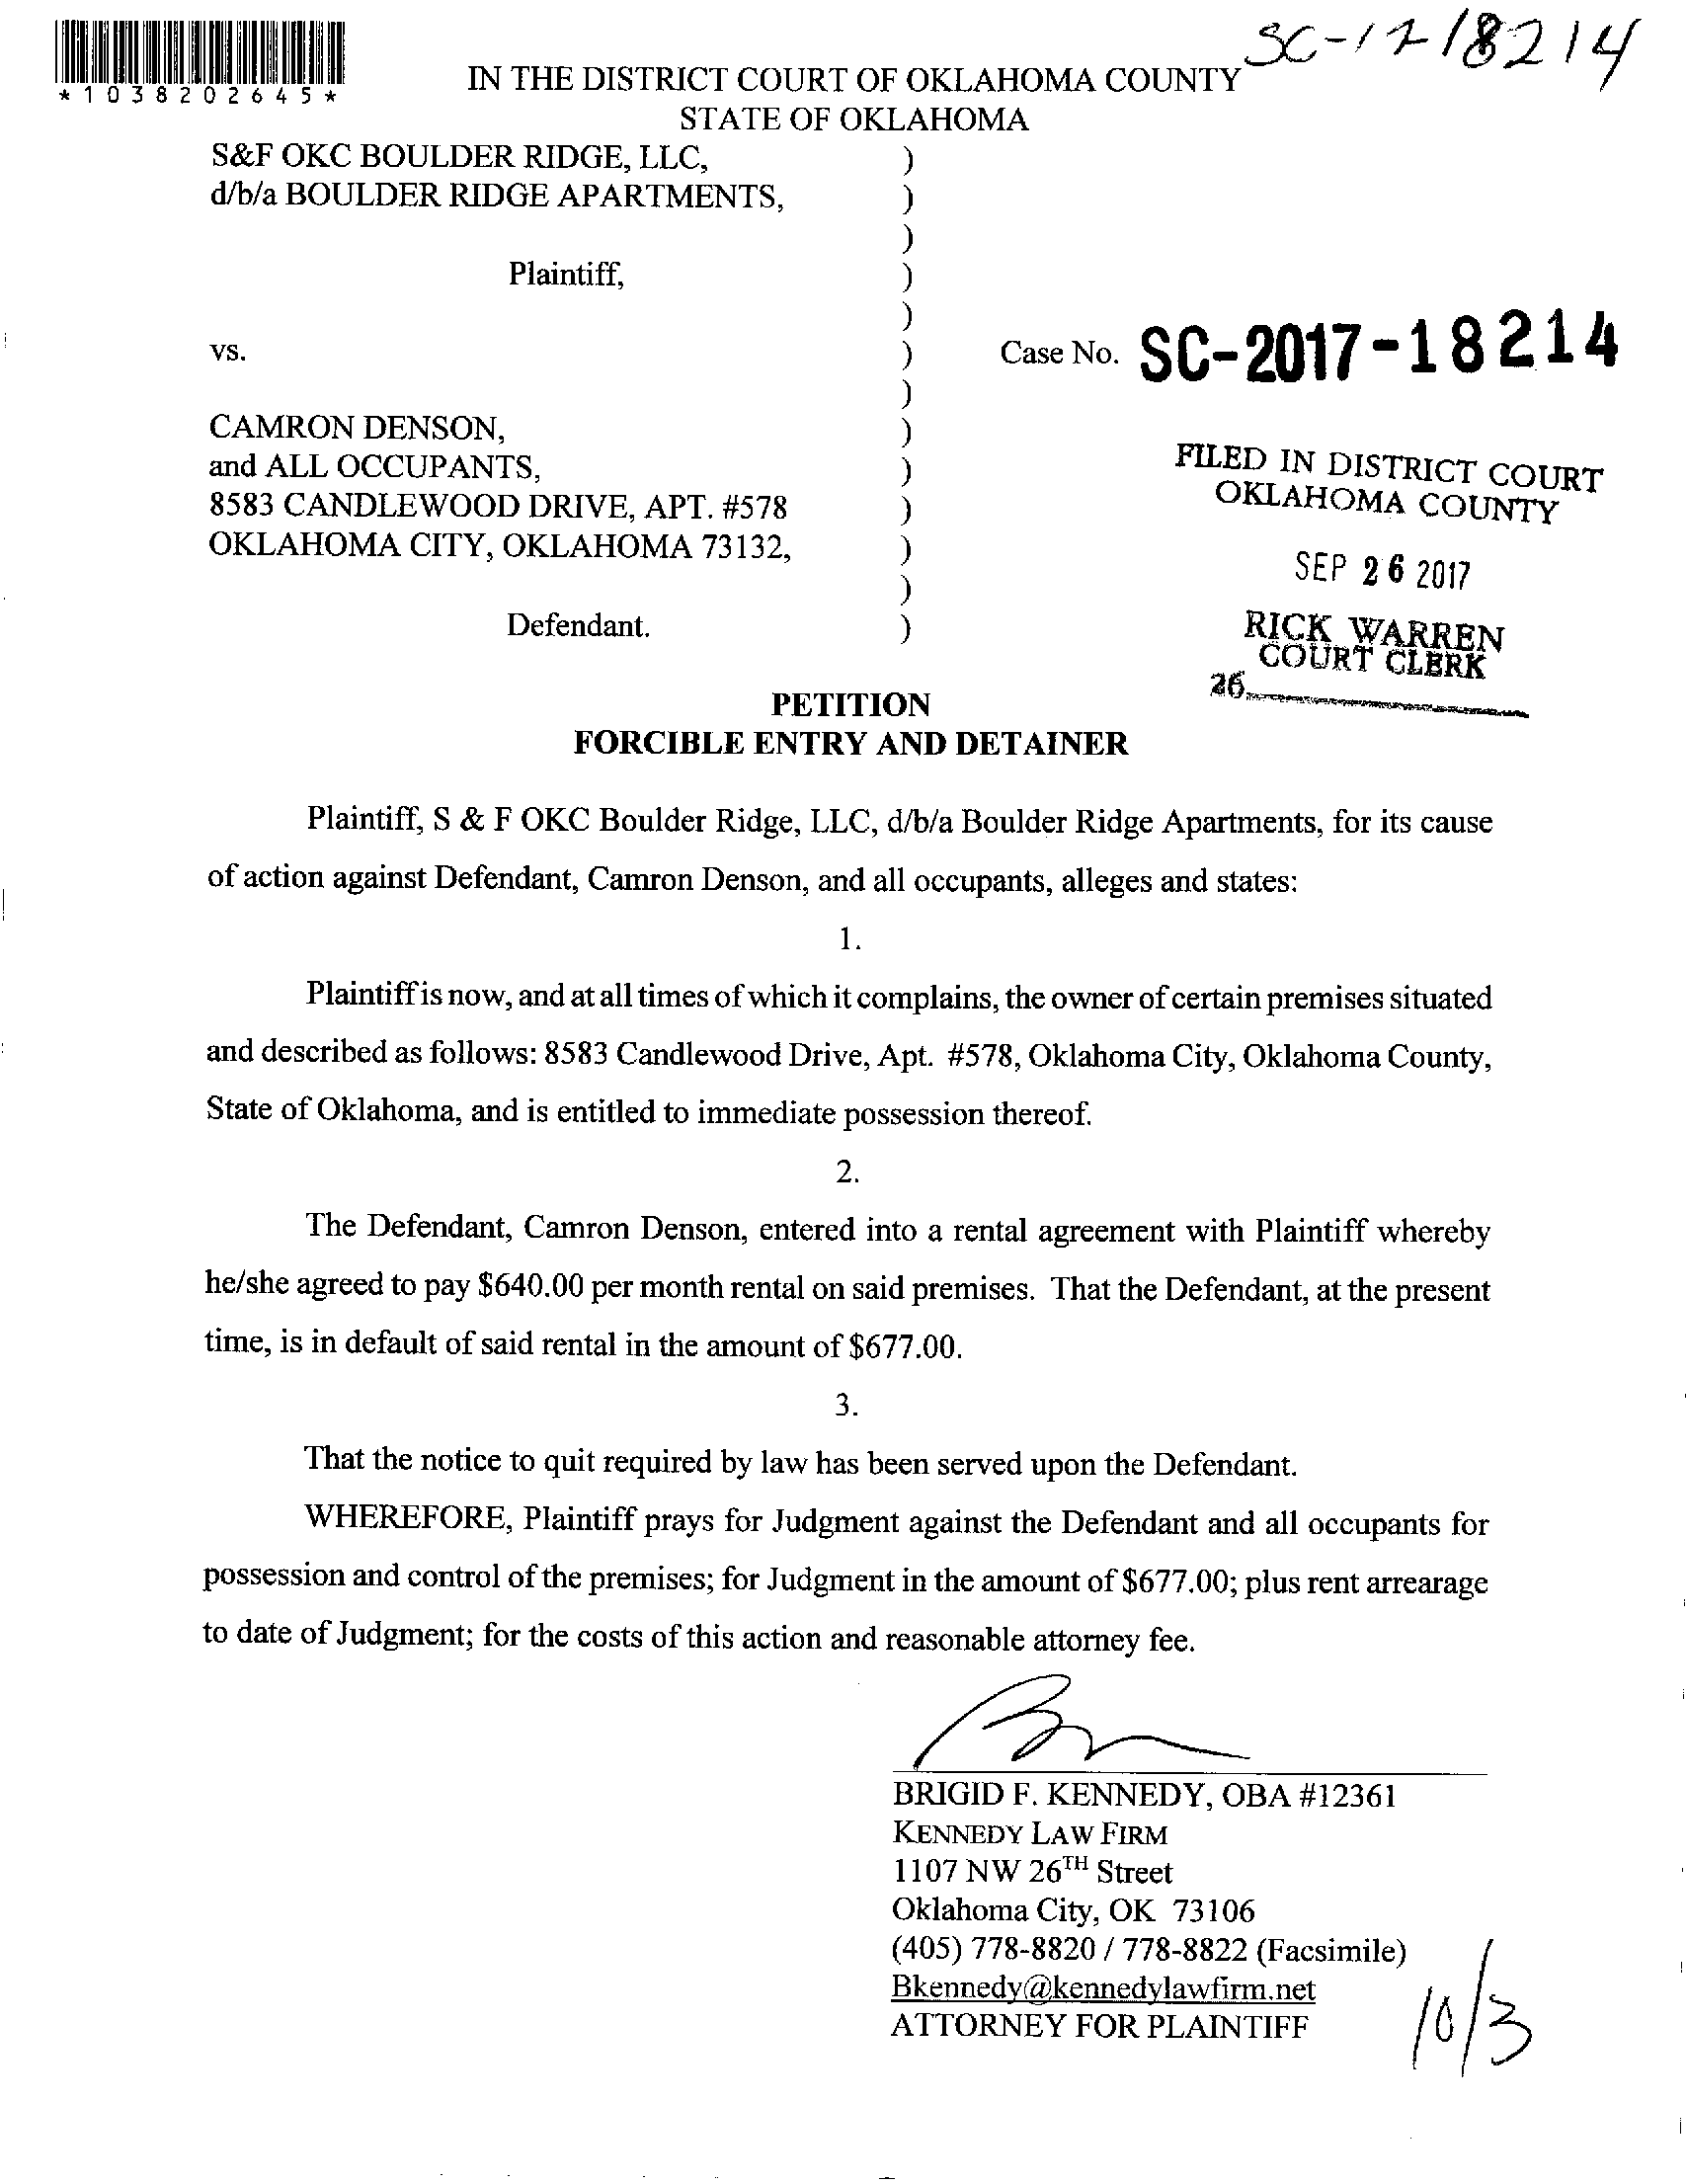 SC-17-18214
*1038202645*
IN THE DISTRICT COURT OF OKLAHOMA COUNTY
STATE OF OKLAHOMA
S&F OKC BOULDER RIDGE, LLC, )
d/b/a BOULDER RIDGE APARTMENTS, )
)
Plaintiff, )
)
vs. ) Case No. SC-2017-18214
)
CAMRON DENSON, )
and ALL OCCUPANTS, )
8583 CANDLEWOOD DRIVE, APT. #578 )
OKLAHOMA CITY, OKLAHOMA 73132, )
)
Defendant. )
FILED IN DISTRICT COURT
OKLAHOMA COUNTY
SEP 26 2017
RICK WARREN
COURT CLERK
26
PETITION
FORCIBLE ENTRY AND DETAINER
Plaintiff, S & F OKC Boulder Ridge, LLC, d/b/a Boulder Ridge Apartments, for its cause
of action against Defendant, Camron Denson, and all occupants, alleges and states:
1.
Plaintiff is now, and at all times of which it complains, the owner of certain premises situated
and described as follows: 8583 Candlewood Drive, Apt. #578, Oklahoma City, Oklahoma County,
State of Oklahoma, and is entitled to immediate possession thereof.
2.
The Defendant, Camron Denson, entered into a rental agreement with Plaintiff whereby
he/she agreed to pay $640.00 per month rental on said premises. That the Defendant, at the present
time, is in default of said rental in the amount of $677.00.
3.
That the notice to quit required by law has been served upon the Defendant.
WHEREFORE, Plaintiff prays for Judgment against the Defendant and all occupants for
possession and control of the premises; for Judgment in the amount of $677.00; plus rent arrearage
to date of Judgment; for the costs of this action and reasonable attorney fee.
BRIGID F. KENNEDY, OBA #12361
KENNEDY LAW FIRM
1107 NW 26TH Street
Oklahoma City, OK 73106
(405) 778-8820 / 778-8822 (Facsimile)
Bkennedy@kennedylawfirm.net
ATTORNEY FOR PLAINTIFF
10/3